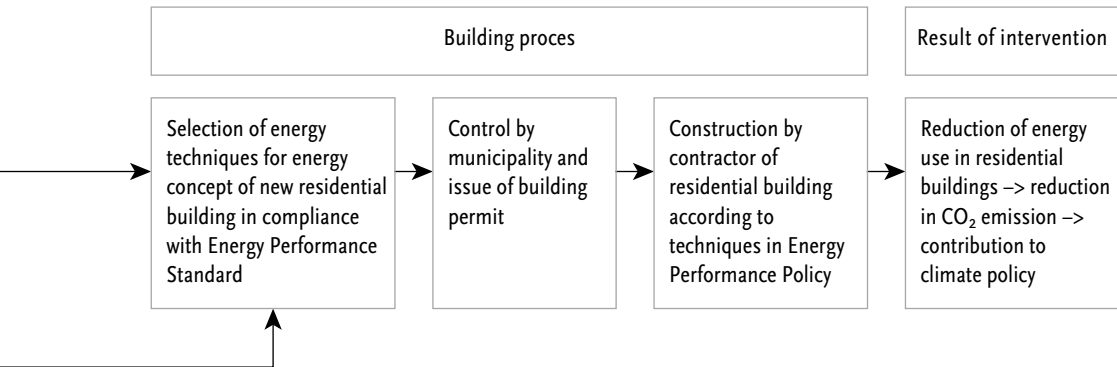 Building proces
Result of intervention
Selection of energy
techniques for energy
concept of new residential
building in compliance
with Energy Performance
Standard
Control by
municipality and
issue of building
permit
Construction by
contractor of
residential building
according to
techniques in Energy
Performance Policy
Reduction of energy
use in residential
buildings –> reduction
in CO₂ emission –>
contribution to
climate policy